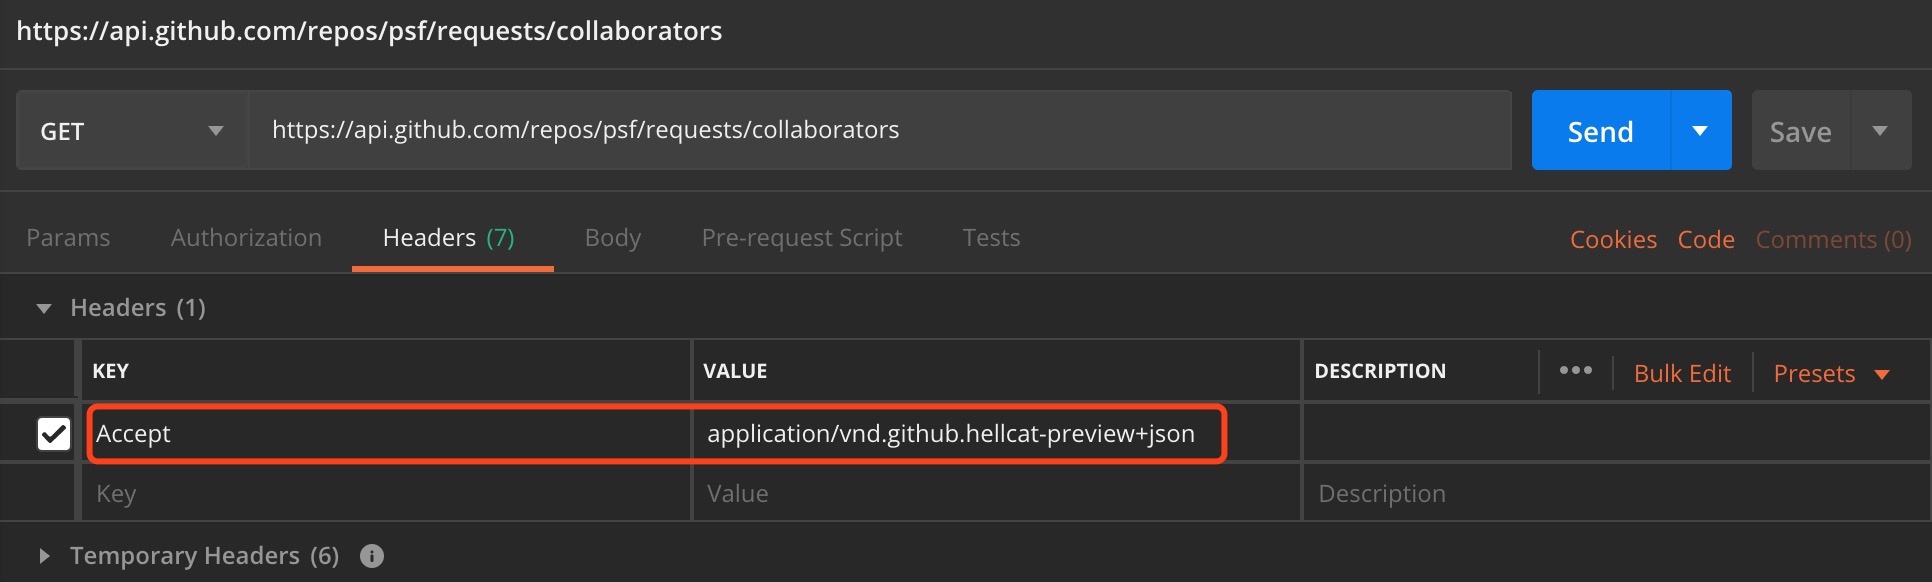 https://api.github.com/repos/psf/requests/collaborators
GET https://api.github.com/repos/psf/requests/collaborators Send Save
Params Authorization Headers (7) Body Pre-request Script Tests Cookies Code Comments (0)
Headers (1)
KEY VALUE DESCRIPTION ••• Bulk Edit Presets
Accept application/vnd.github.hellcat-preview+json
Key Value Description
Temporary Headers (6) i